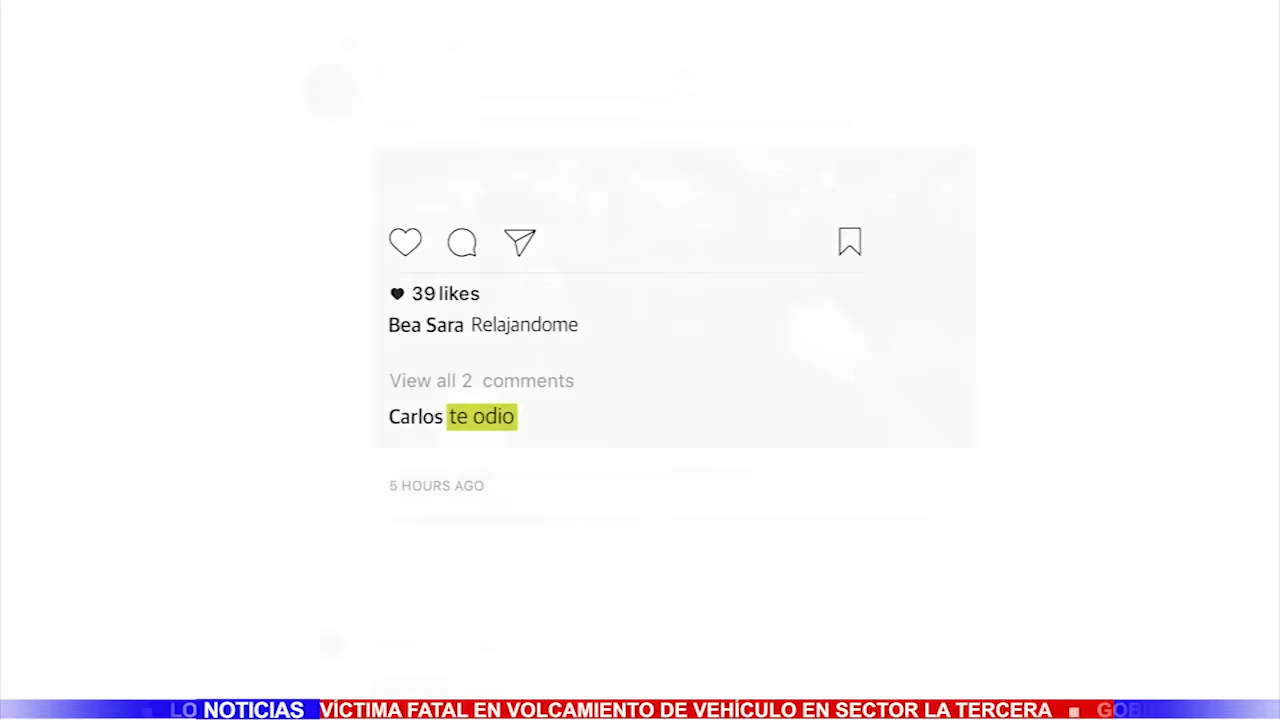 39 likes
Bea Sara Relajandome
View all 2 comments
Carlos te odio
5 HOURS AGO
LO NOTICIAS VÍCTIMA FATAL EN VOLCAMIENTO DE VEHÍCULO EN SECTOR LA TERCERA